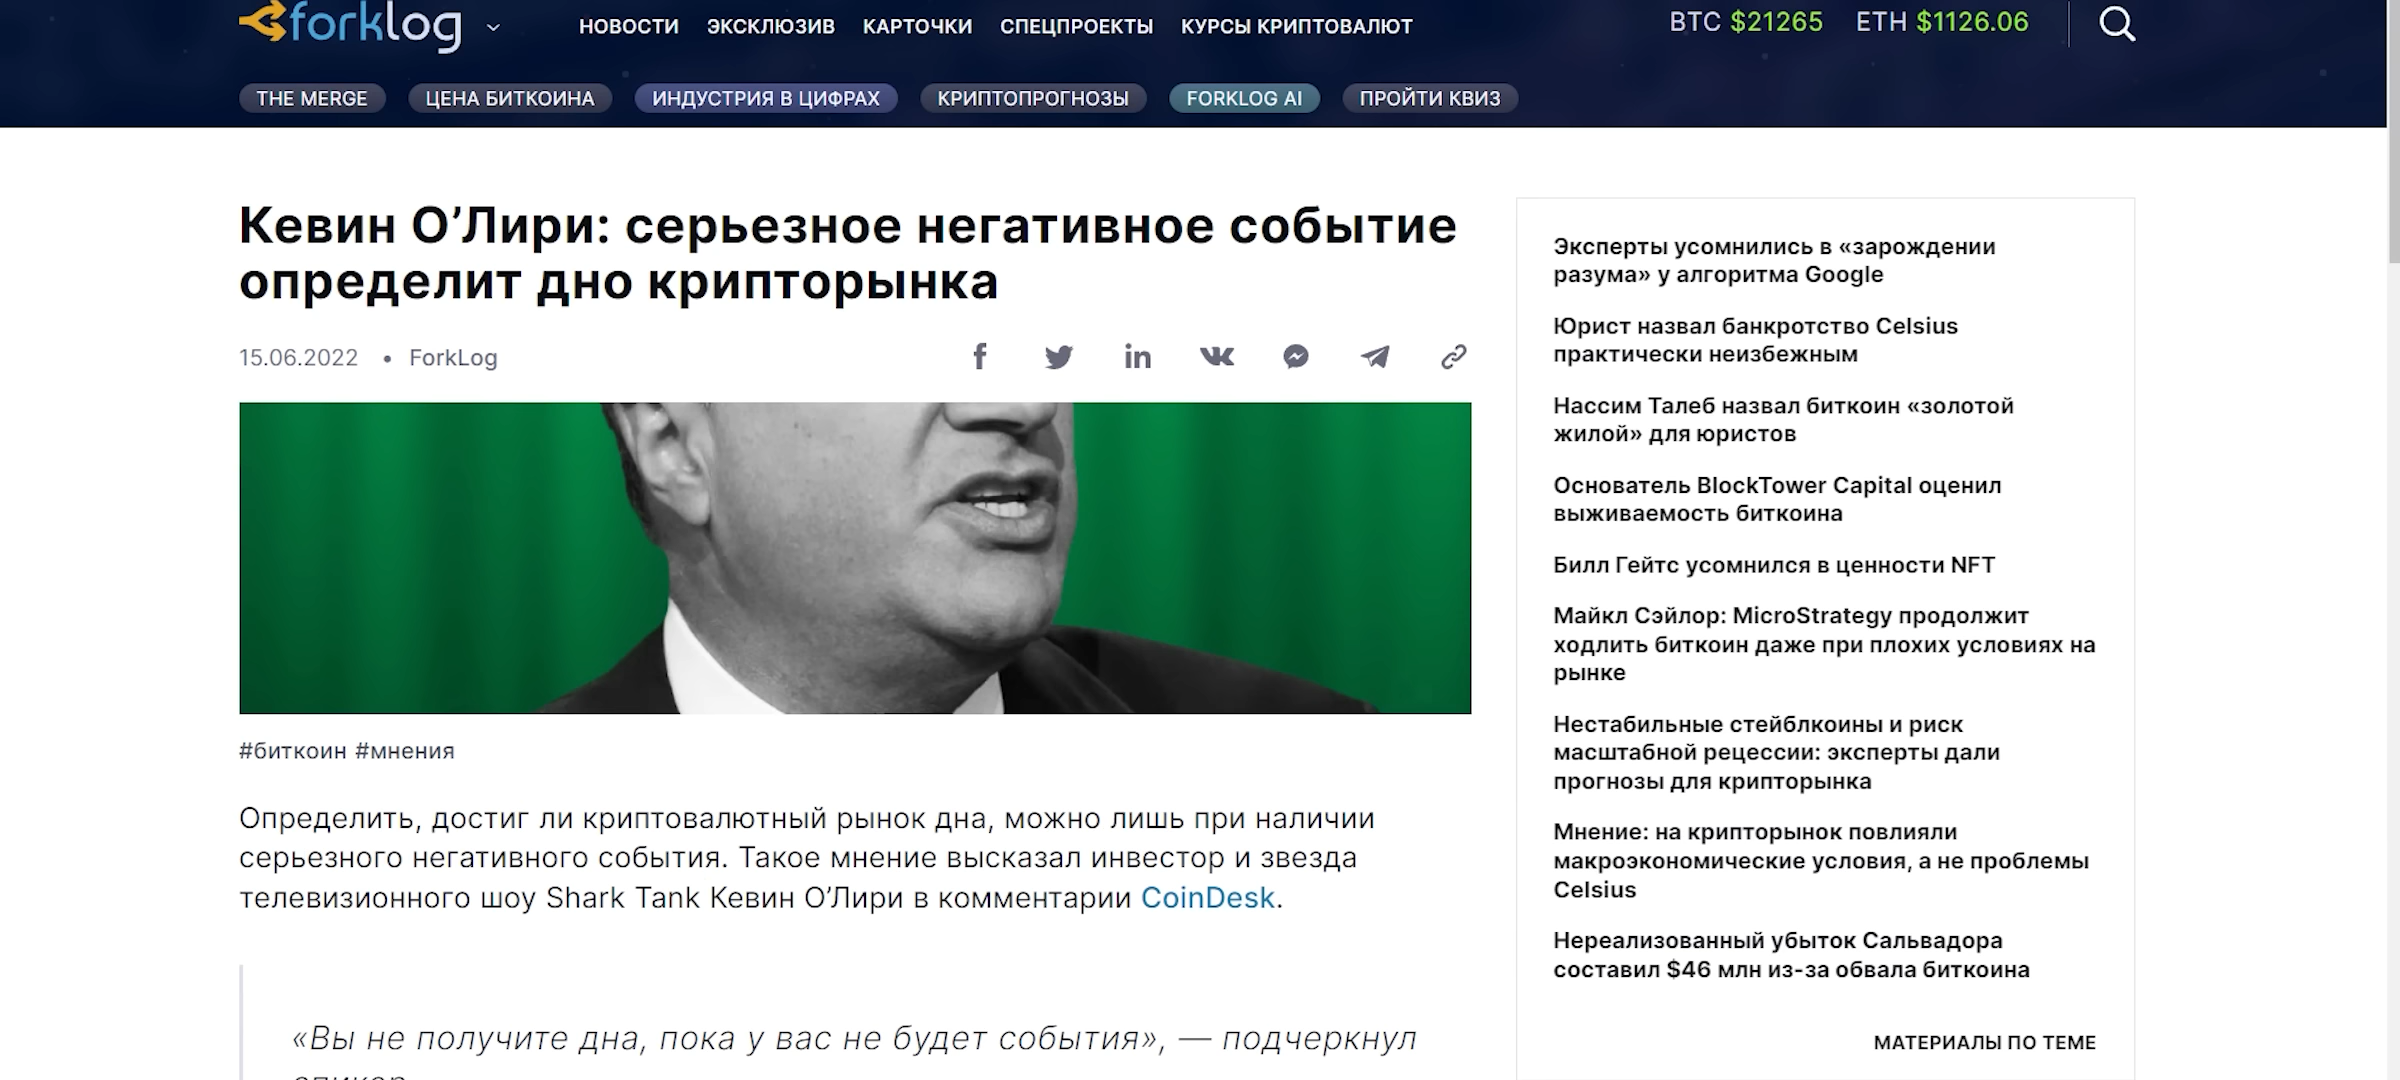 forklog
НОВОСТИ ЭКСКЛЮЗИВ КАРТОЧКИ СПЕЦПРОЕКТЫ КУРСЫ КРИПТОВАЛЮТ
BTC $21265 ETH $1126.06
THE MERGE ЦЕНА БИТКОИНА ИНДУСТРИЯ В ЦИФРАХ КРИПТОПРОГНОЗЫ FORKLOG AI ПРОЙТИ КВИЗ
Кевин О’Лири: серьезное негативное событие
определит дно крипторынка
15.06.2022 • ForkLog
#биткоин #мнения
Определить, достиг ли криптовалютный рынок дна, можно лишь при наличии
серьезного негативного события. Такое мнение высказал инвестор и звезда
телевизионного шоу Shark Tank Кевин О’Лири в комментарии CoinDesk.
«Вы не получите дна, пока у вас не будет события», — подчеркнул
Эксперты усомнились в «зарождении
разума» у алгоритма Google
Юрист назвал банкротство Celsius
практически неизбежным
Нассим Талеб назвал биткоин «золотой
жилой» для юристов
Основатель BlockTower Capital оценил
выживаемость биткоина
Билл Гейтс усомнился в ценности NFT
Майкл Сэйлор: MicroStrategy продолжит
ходлить биткоин даже при плохих условиях на
рынке
Нестабильные стейблкоины и риск
масштабной рецессии: эксперты дали
прогнозы для крипторынка
Мнение: на крипторынок повлияли
макроэкономические условия, а не проблемы
Celsius
Нереализованный убыток Сальвадора
составил $46 млн из-за обвала биткоина
МАТЕРИАЛЫ ПО ТЕМЕ